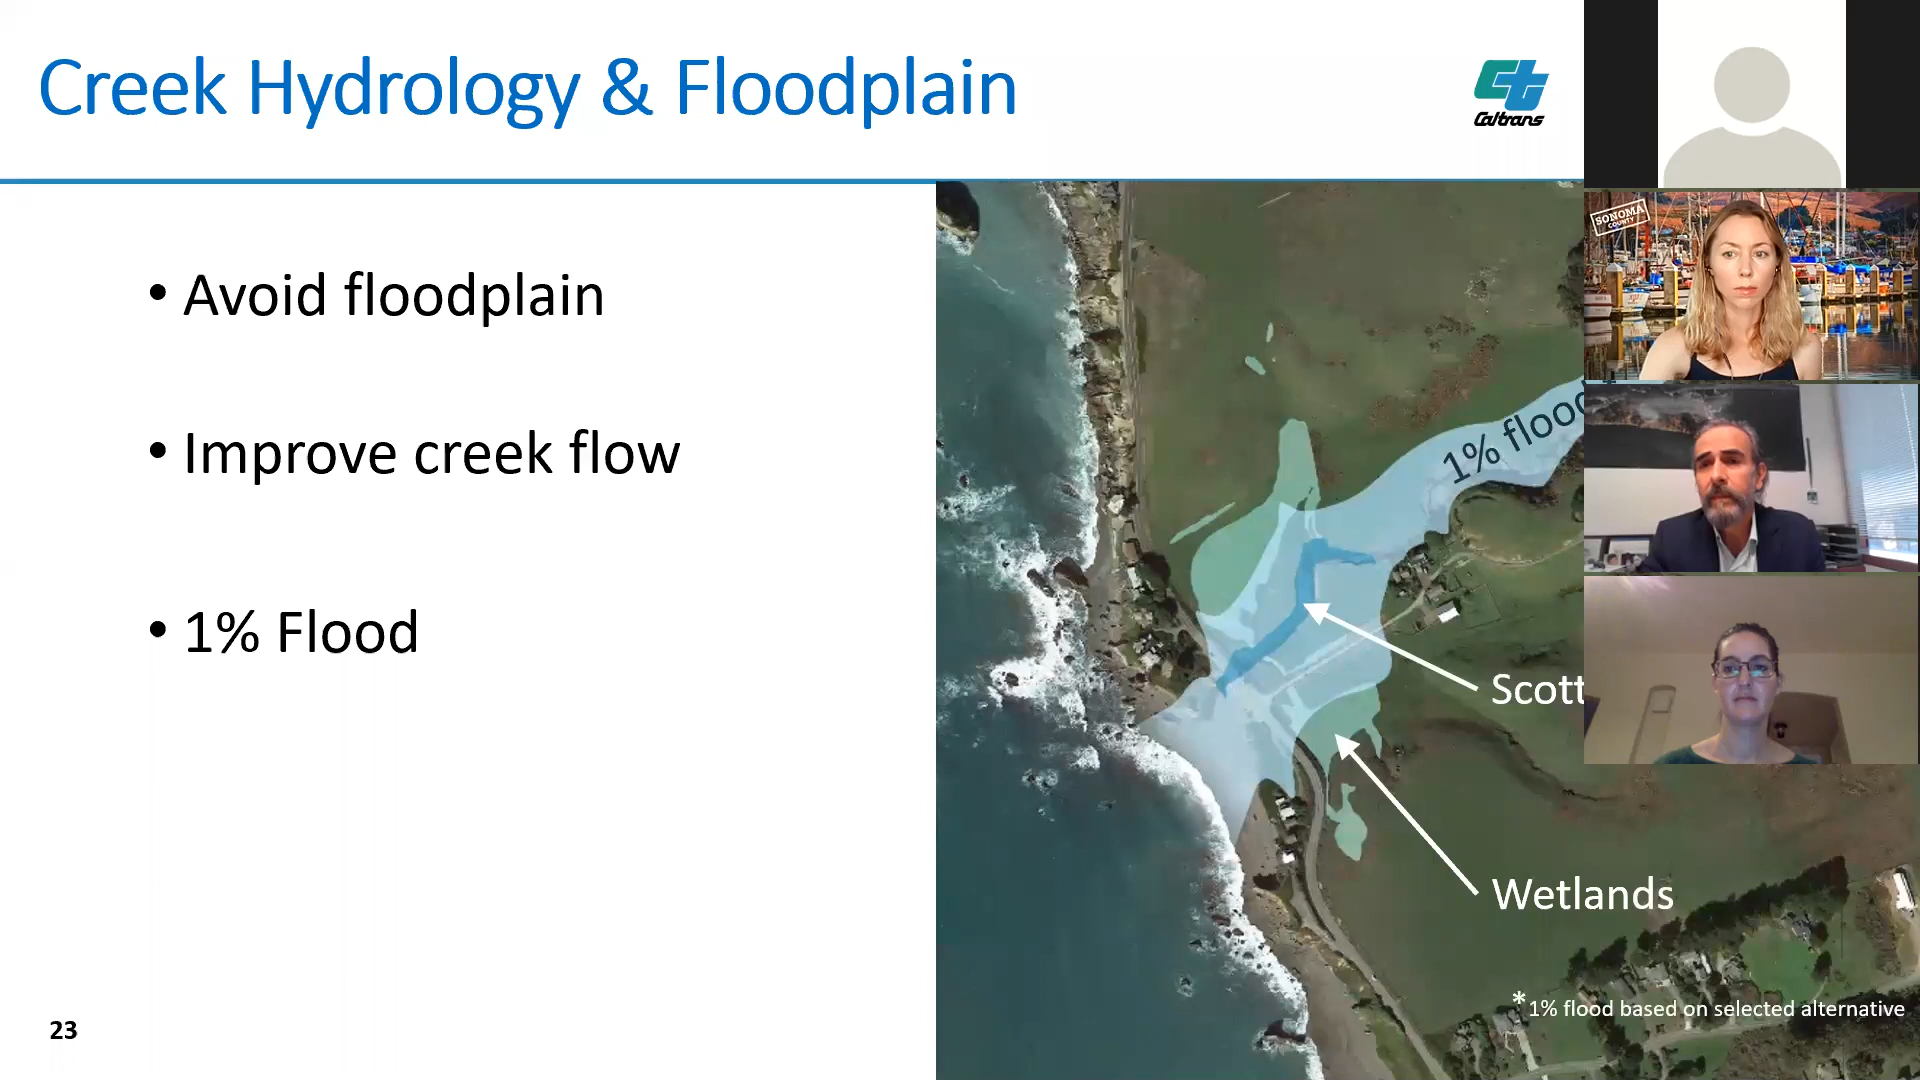 Creek Hydrology & Floodplain
Caltrans
SONOMA
COUNTY
• Avoid floodplain
• Improve creek flow
• 1% Flood
1% flood
Scott
Wetlands
*1% flood based on selected alternative
23